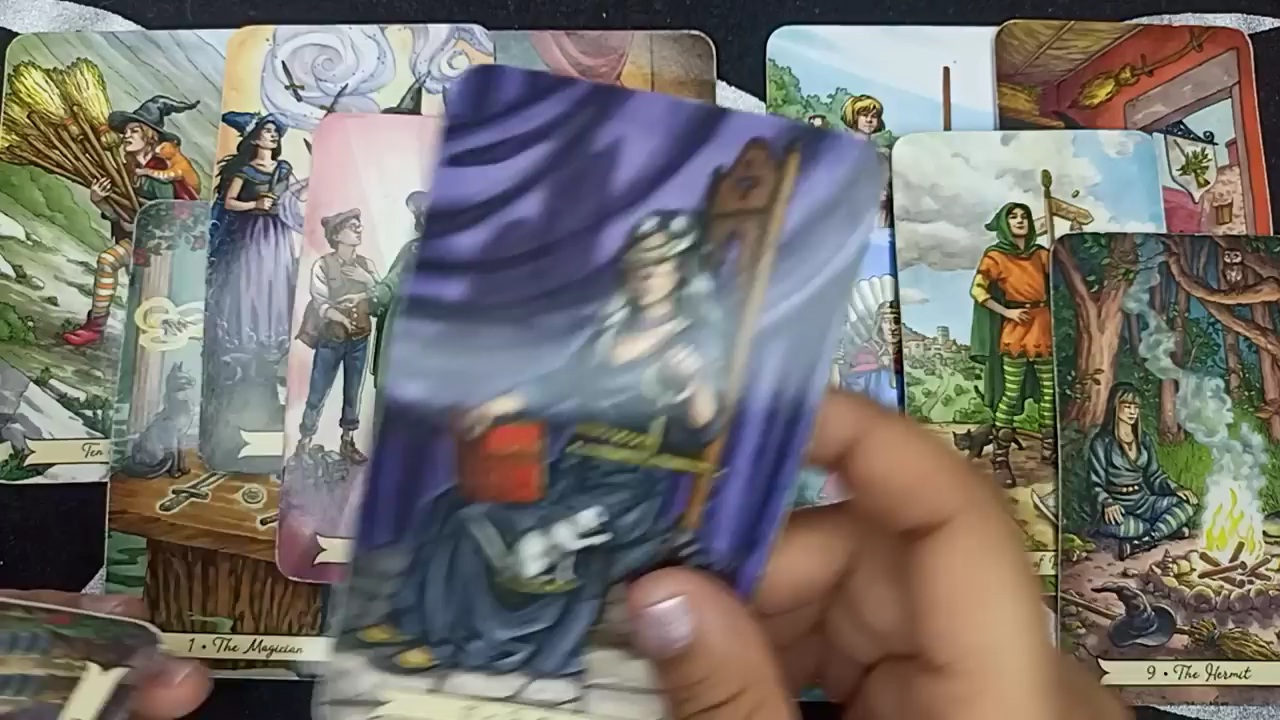 Ten
1 • The Magician
9 • The Hermit